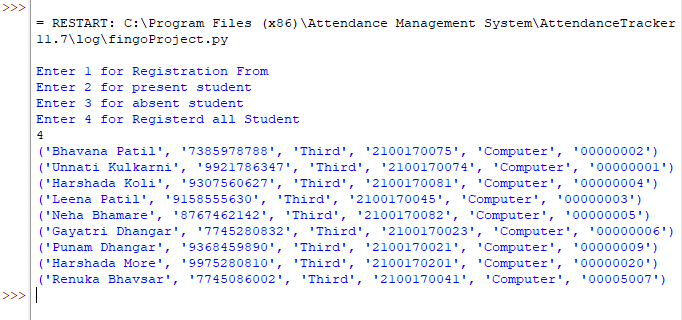 >>>
= RESTART: C:\Program Files (x86)\Attendance Management System\AttendanceTracker
11.7\log\fingoProject.py
Enter 1 for Registration From
Enter 2 for present student
Enter 3 for absent student
Enter 4 for Registerd all Student
4
('Bhavana Patil', '7385978788', 'Third', '2100170075', 'Computer', '00000002')
('Unnati Kulkarni', '9921786347', 'Third', '2100170074', 'Computer', '00000001')
('Harshada Koli', '9307560627', 'Third', '2100170081', 'Computer', '00000004')
('Leena Patil', '9158555630', 'Third', '2100170045', 'Computer', '00000003')
('Neha Bhamare', '8767462142', 'Third', '2100170082', 'Computer', '00000005')
('Gayatri Dhangar', '7745280832', 'Third', '2100170023', 'Computer', '00000006')
('Punam Dhangar', '9368459890', 'Third', '2100170021', 'Computer', '00000009')
('Harshada More', '9975280810', 'Third', '2100170201', 'Computer', '00000020')
('Renuka Bhavsar', '7745086002', 'Third', '2100170041', 'Computer', '00005007')
>>>